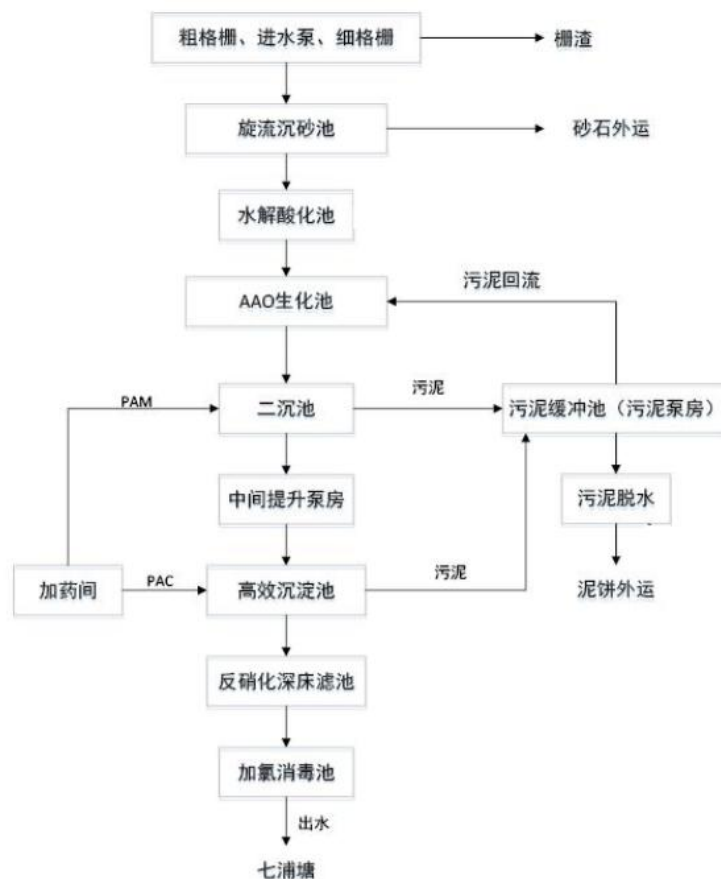 粗格栅、进水泵、细格栅
栅渣
旋流沉砂池
砂石外运
水解酸化池
AAO生化池
污泥回流
PAM
二沉池
污泥
污泥缓冲池（污泥泵房）
中间提升泵房
污泥脱水
加药间
PAC
高效沉淀池
污泥
泥饼外运
反硝化深床滤池
加氯消毒池
出水
七浦塘